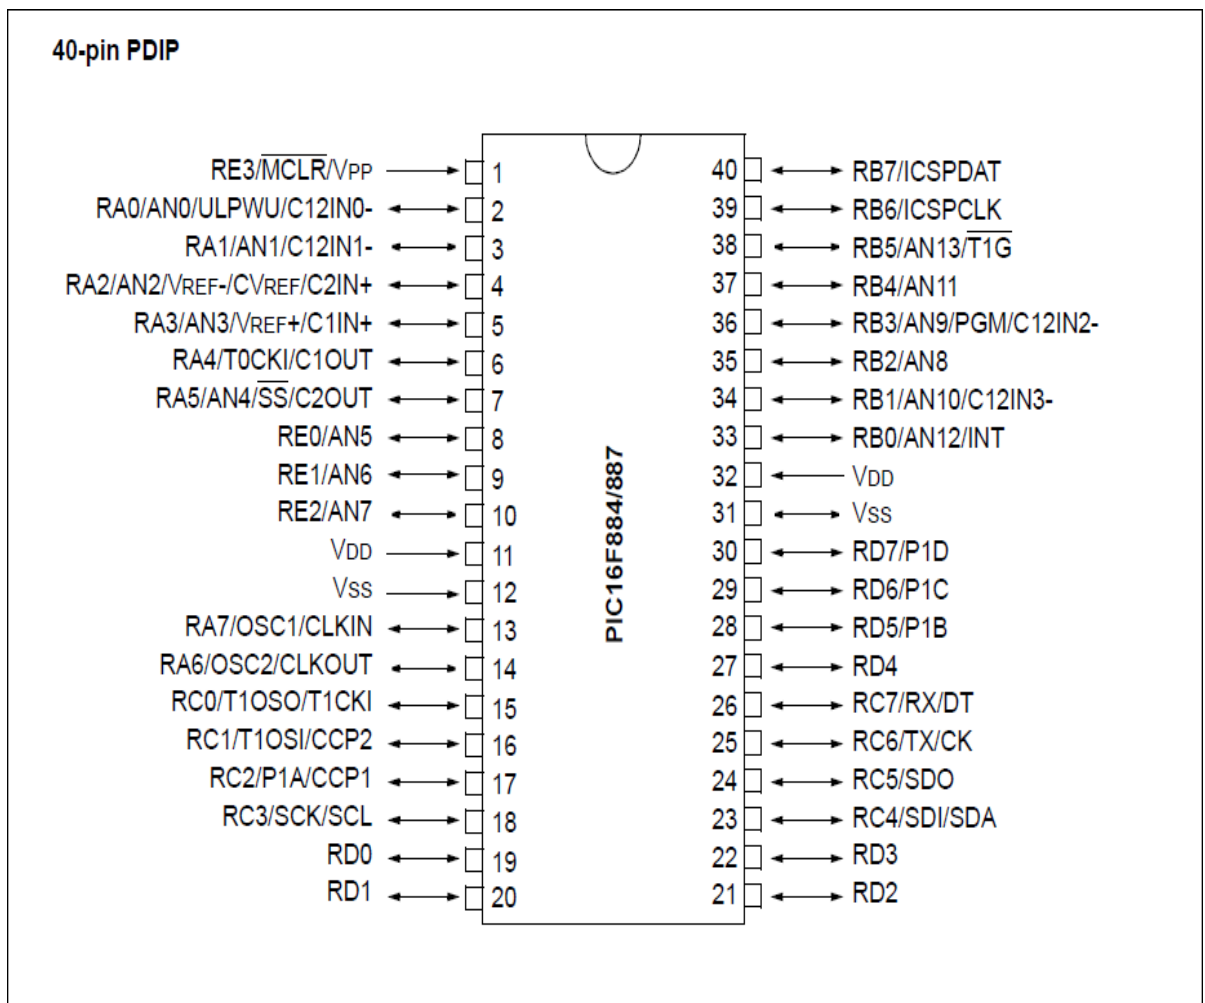 40-pin PDIP
RE3/MCLR/VPP 1 40 RB7/ICSPDAT
RA0/AN0/ULPWU/C12IN0- 2 39 RB6/ICSPCLK
RA1/AN1/C12IN1- 3 38 RB5/AN13/T1G
RA2/AN2/VREF-/CVREF/C2IN+ 4 37 RB4/AN11
RA3/AN3/VREF+/C1IN+ 5 36 RB3/AN9/PGM/C12IN2-
RA4/T0CKI/C1OUT 6 35 RB2/AN8
RA5/AN4/SS/C2OUT 7 34 RB1/AN10/C12IN3-
RE0/AN5 8 33 RB0/AN12/INT
RE1/AN6 9 32 VDD
RE2/AN7 10 31 VSS
VDD 11 30 RD7/P1D
VSS 12 29 RD6/P1C
RA7/OSC1/CLKIN 13 28 RD5/P1B
RA6/OSC2/CLKOUT 14 27 RD4
RC0/T1OSO/T1CKI 15 26 RC7/RX/DT
RC1/T1OSI/CCP2 16 25 RC6/TX/CK
RC2/P1A/CCP1 17 24 RC5/SDO
RC3/SCK/SCL 18 23 RC4/SDI/SDA
RD0 19 22 RD3
RD1 20 21 RD2
PIC16F884/887